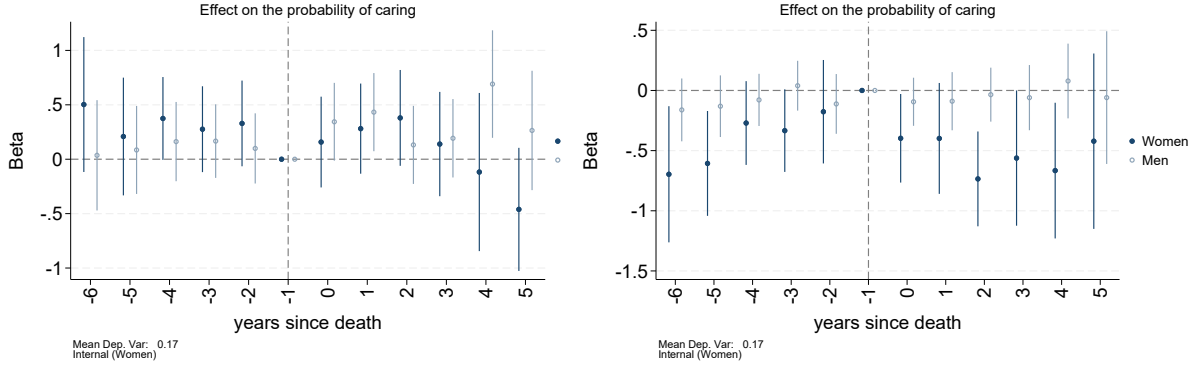 Effect on the probability of caring
Beta
1
.5
0
-.5
-1
-6 -5 -4 -3 -2 -1 0 1 2 3 4 5
years since death
Mean Dep. Var: 0.17
Internal (Women)
Effect on the probability of caring
Beta
.5
0
-.5
-1
-1.5
-6 -5 -4 -3 -2 -1 0 1 2 3 4 5
years since death
Mean Dep. Var: 0.17
Internal (Women)
Women
Men